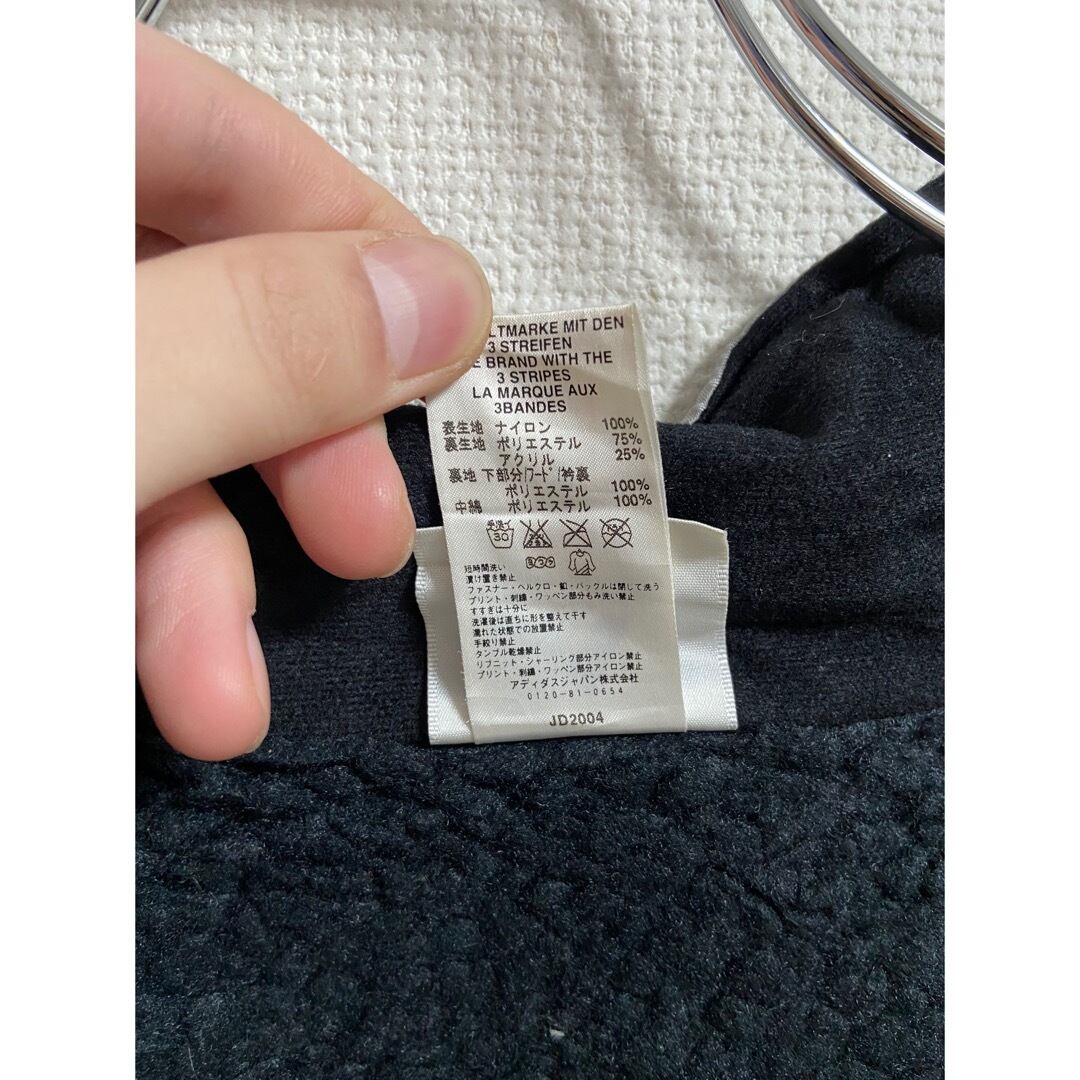 LTMARKE MIT DEN
3 STREIFEN
BRAND WITH THE
3 STRIPES
LA MARQUE AUX
3BANDES
表生地 ナイロン 100%
裏生地 ポリエステル 75%
アクリル 25%
裏地 下部分/フード/衿裏
ポリエステル 100%
中綿 ポリエステル 100%
手洗イ
30
短時間洗い
漬け置き禁止
ファスナー・ベルクロ・釦・バックルは閉じて洗う
プリント・刺繍・ワッペン部分もみ洗い禁止
すすぎは十分に
洗濯後は直ちに形を整えて干す
濡れた状態での放置禁止
手絞り禁止
タンブル乾燥禁止
リブニット・シャーリング部分アイロン禁止
プリント・刺繍・ワッペン部分アイロン禁止
アディダスジャパン株式会社
0120-81-0654
JD2004